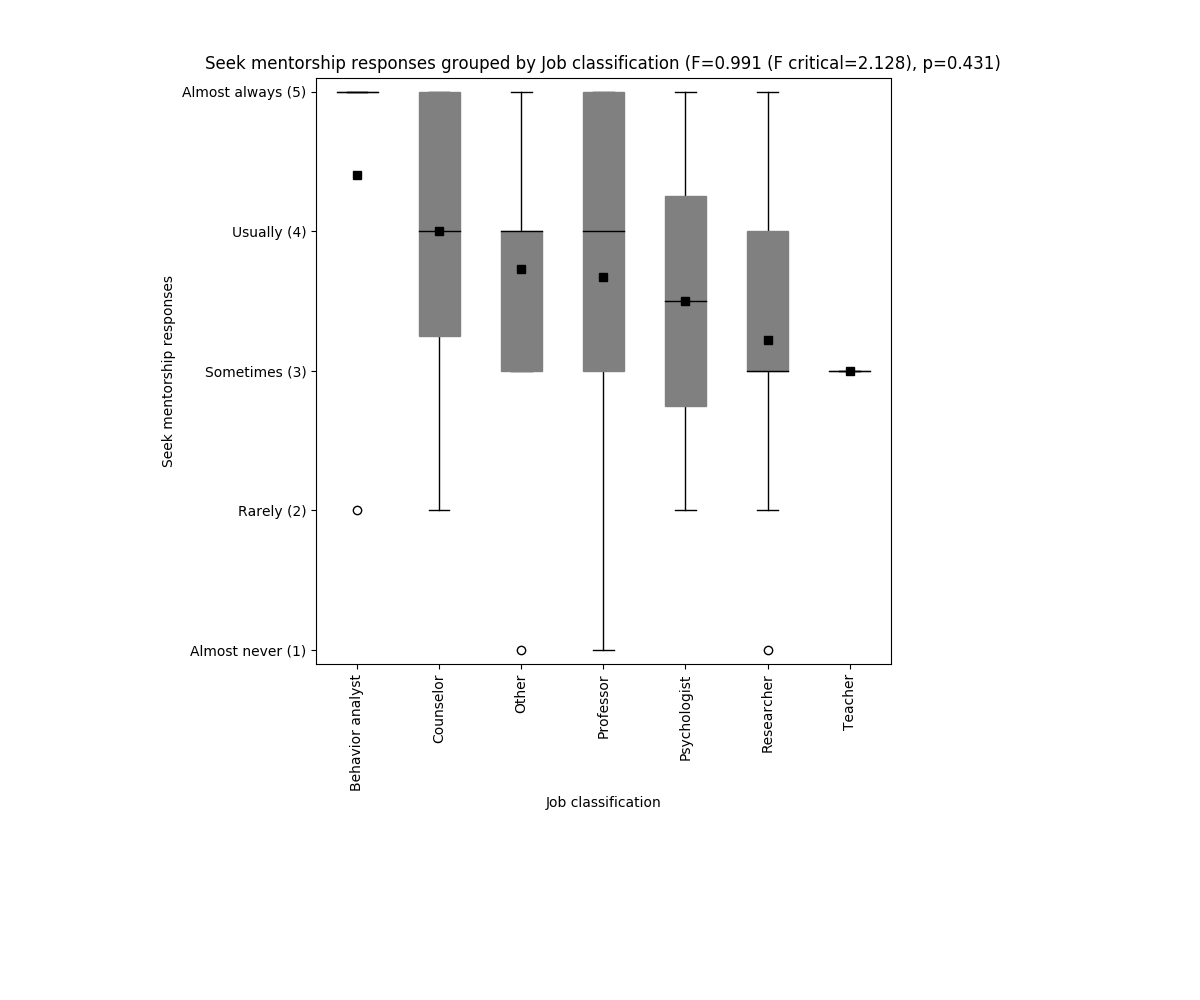 Seek mentorship responses grouped by Job classification (F=0.991 (F critical=2.128), p=0.431)
Almost always (5)
Usually (4)
Sometimes (3)
Rarely (2)
Almost never (1)
Seek mentorship responses
Behavior analyst
Counselor
Other
Professor
Psychologist
Researcher
Teacher
Job classification